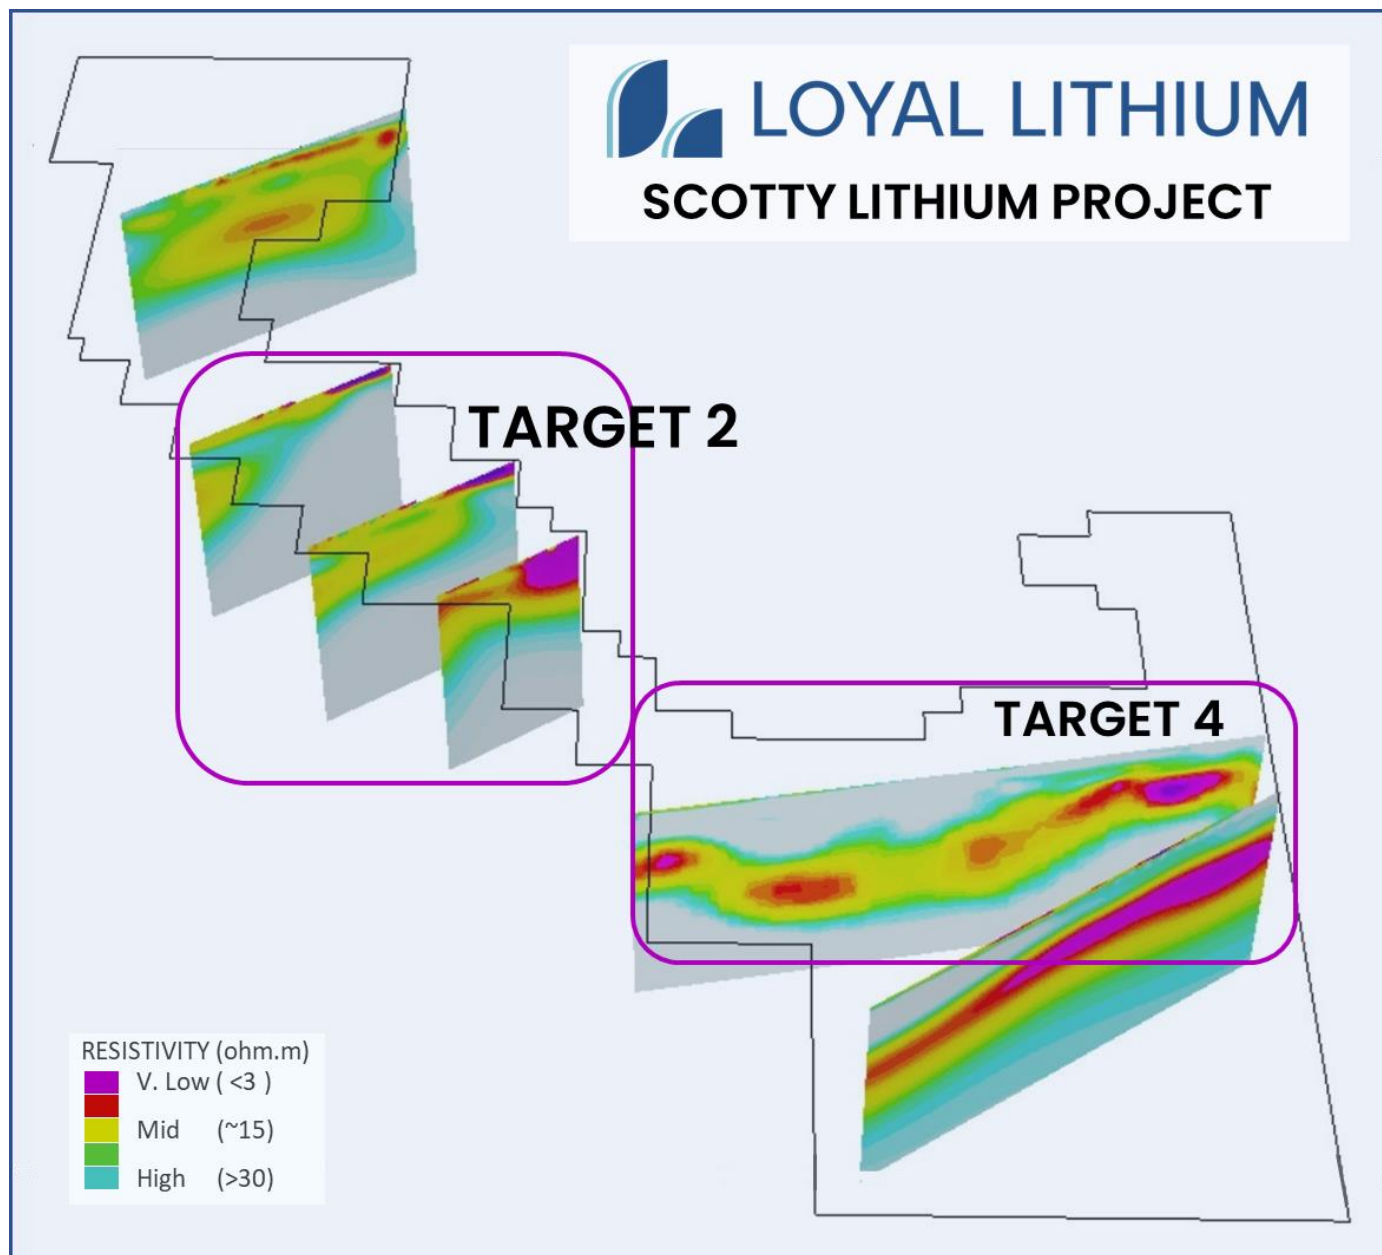 LOYAL LITHIUM
SCOTTY LITHIUM PROJECT
TARGET 2
TARGET 4
RESISTIVITY (ohm.m)
V. Low ( <3 )
Mid (~15)
High (>30)